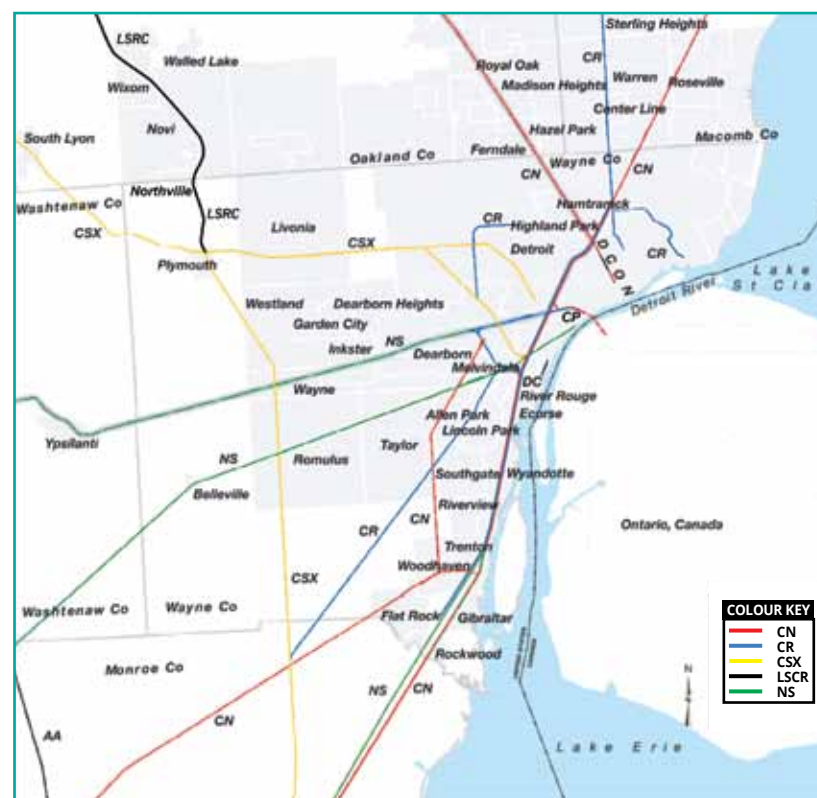 LSRC
Walled Lake
Wixom
Sterling Heights
CR
Royal Oak
Madison Heights
Warren
Roseville
Center Line
South Lyon
Novi
Hazel Park
Macomb Co
Oakland Co
Ferndale
Wayne Co
CN
CN
Northville
Washtenaw Co
LSRC
Hamtramck
CSX
Livonia
CR
Highland Park
CSX
Detroit
DCON
CR
Plymouth
Lake
St Cla
Detroit River
Westland
Dearborn Heights
CP
Garden City
NS
Inkster
Dearborn
Melvindale
DC
Wayne
River Rouge
Allen Park
Ecorse
Lincoln Park
Ypsilanti
Taylor
NS
Romulus
Southgate
Wyandotte
Belleville
Riverview
CN
CR
Ontario, Canada
Trenton
Woodhaven
CSX
Washtenaw Co
Wayne Co
Flat Rock
Gibraltar
Monroe Co
Rockwood
NS
CN
CN
AA
Lake Erie
N
COLOUR KEY
CN
CR
CSX
LSCR
NS